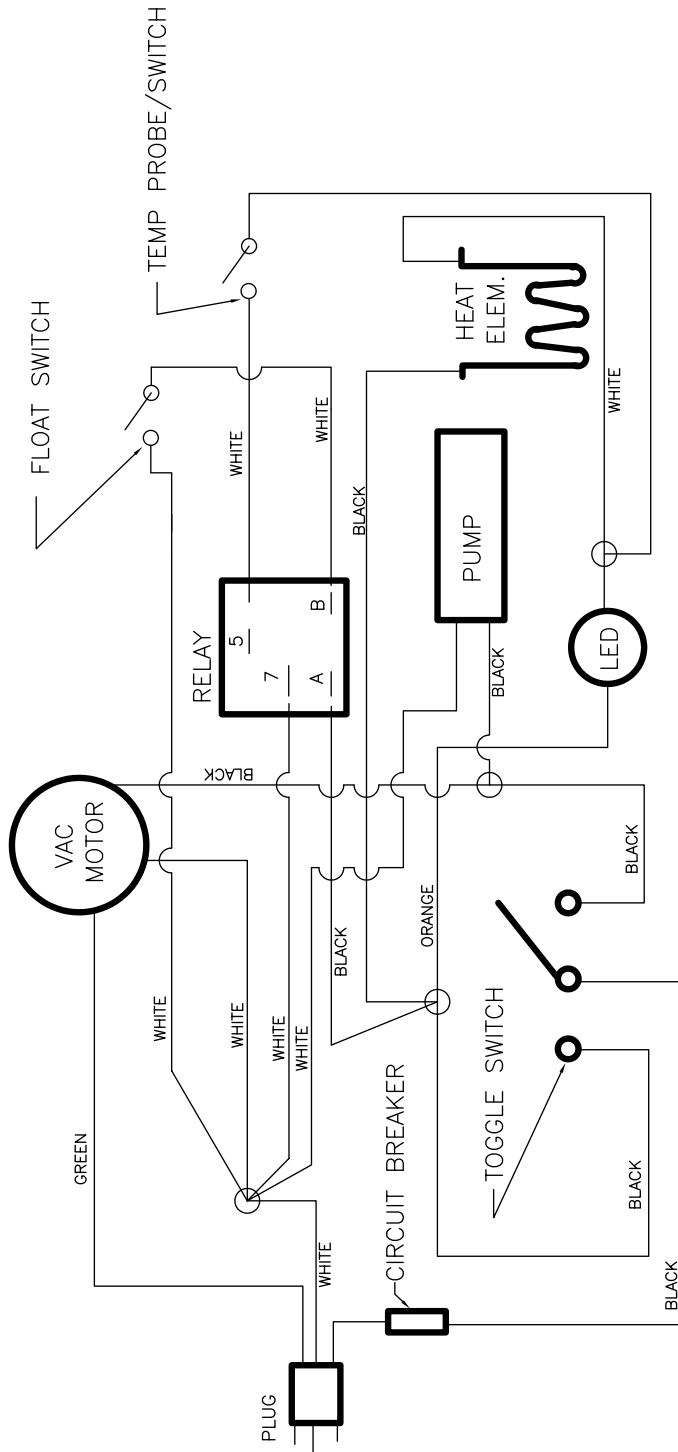 FLOAT SWITCH
TEMP PROBE/SWITCH
VAC
MOTOR
RELAY
5
7
A
B
WHITE
WHITE
BLACK
HEAT
ELEM.
PUMP
WHITE
LED
BLACK
BLACK
GREEN
WHITE
WHITE
WHITE
WHITE
BLACK
ORANGE
BLACK
TOGGLE SWITCH
CIRCUIT BREAKER
WHITE
BLACK
BLACK
PLUG